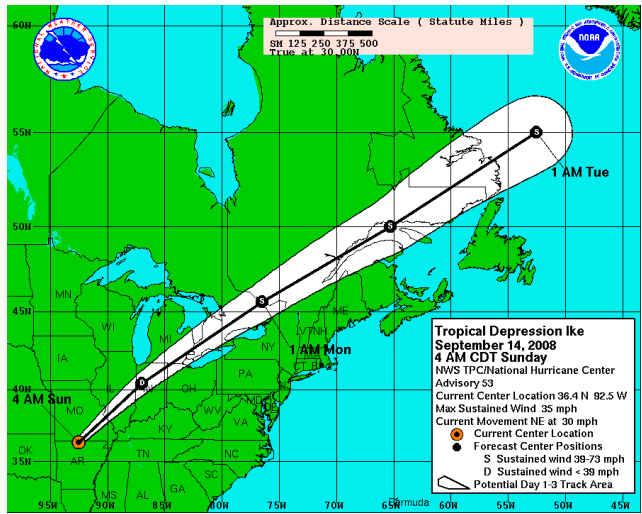 Approx. Distance Scale ( Statute Miles )
SM 125 250 375 500
True at 30.00N
NATIONAL WEATHER SERVICE
NOAA
60N
55N
1 AM Tue
50N
45N
MN
WI
MI
ME
VT NH
NY
1 AM Mon
CT RI
IA
PA
40N
4 AM Sun
IL
OH
MD
DE
MO
WV
VA
KY
OK
AR
TN
NC
35N
SC
MS
AL
GA
Bermuda
95W 90W 85W 80W 75W 70W 65W 60W 55W 50W 45W
S
S
S
D
Tropical Depression Ike
September 14, 2008
4 AM CDT Sunday
NWS TPC/National Hurricane Center
Advisory 53
Current Center Location 36.4 N 92.5 W
Max Sustained Wind 35 mph
Current Movement NE at 30 mph
Current Center Location
Forecast Center Positions
S Sustained wind 39-73 mph
D Sustained wind < 39 mph
Potential Day 1-3 Track Area